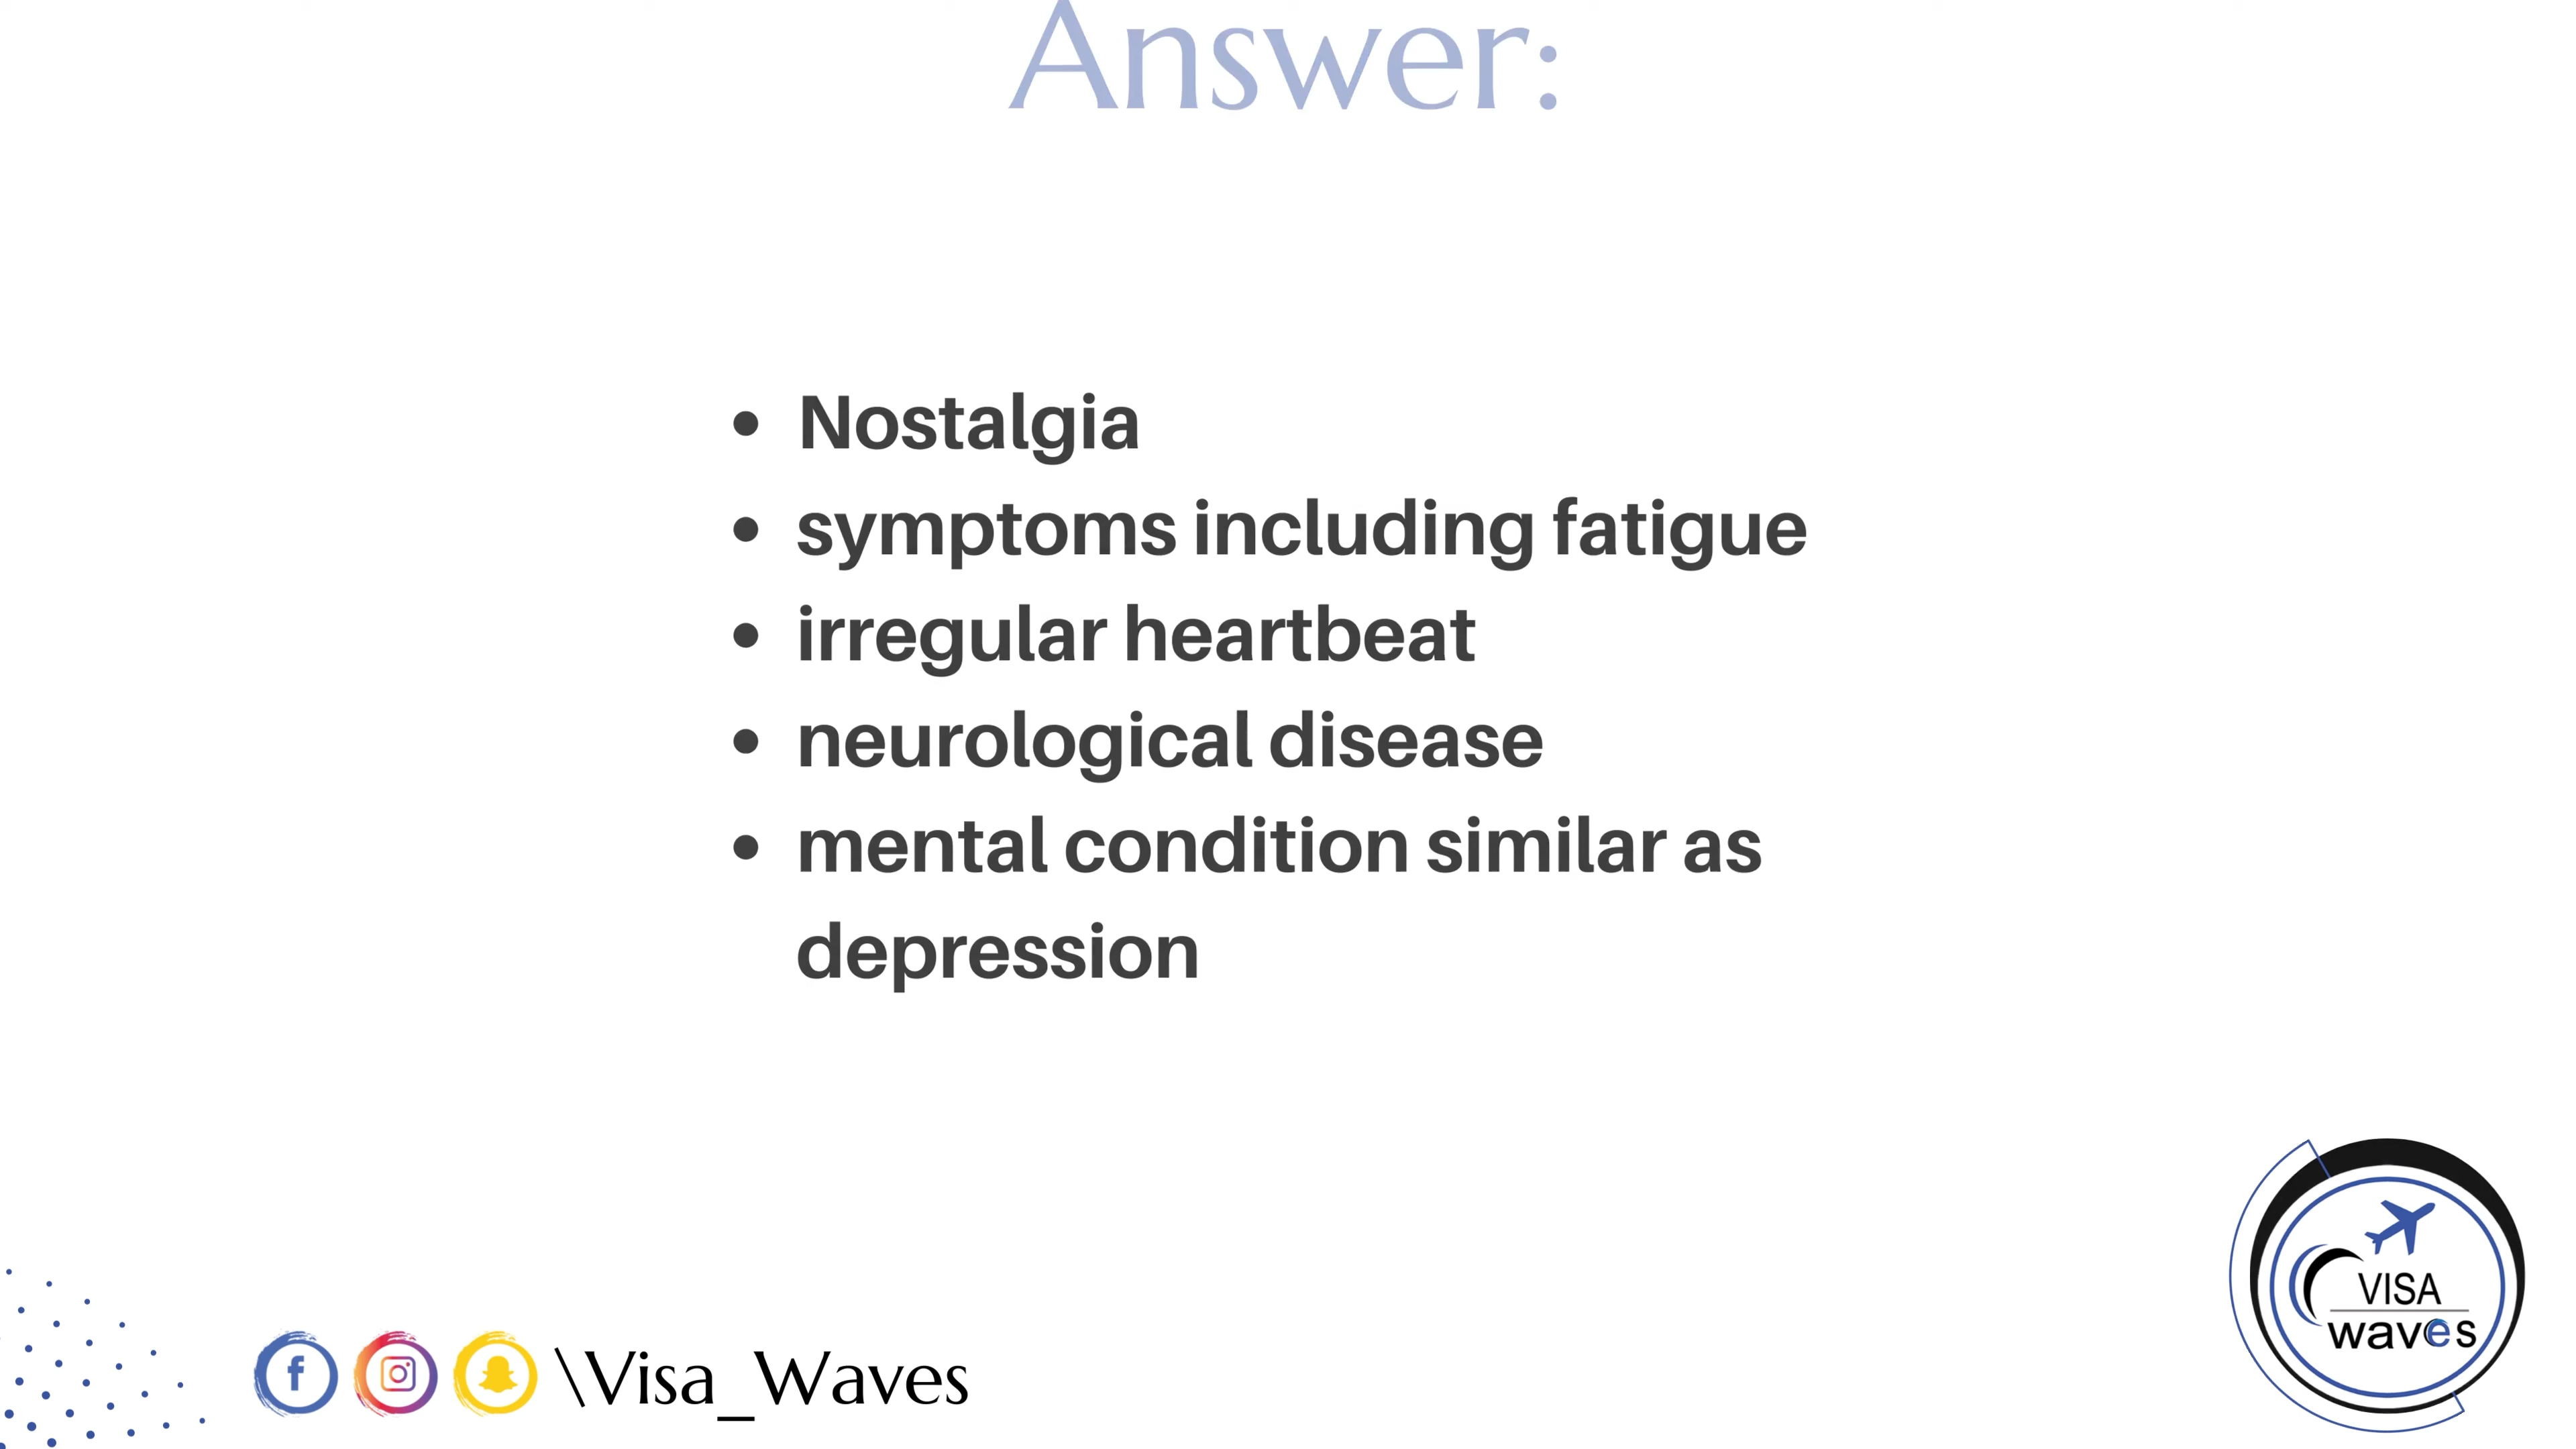 Answer:
• Nostalgia
• symptoms including fatigue
• irregular heartbeat
• neurological disease
• mental condition similar as
depression
\Visa_Waves
VISA
waves